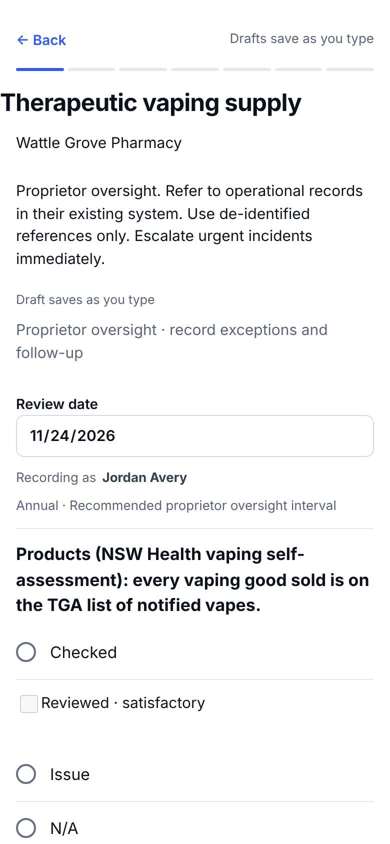 ← Back
Drafts save as you type
Therapeutic vaping supply
Wattle Grove Pharmacy
Proprietor oversight. Refer to operational records
in their existing system. Use de-identified
references only. Escalate urgent incidents
immediately.
Draft saves as you type
Proprietor oversight · record exceptions and
follow-up
Review date
11/24/2026
Recording as Jordan Avery
Annual · Recommended proprietor oversight interval
Products (NSW Health vaping self-
assessment): every vaping good sold is on
the TGA list of notified vapes.
Checked
Reviewed · satisfactory
Issue
N/A